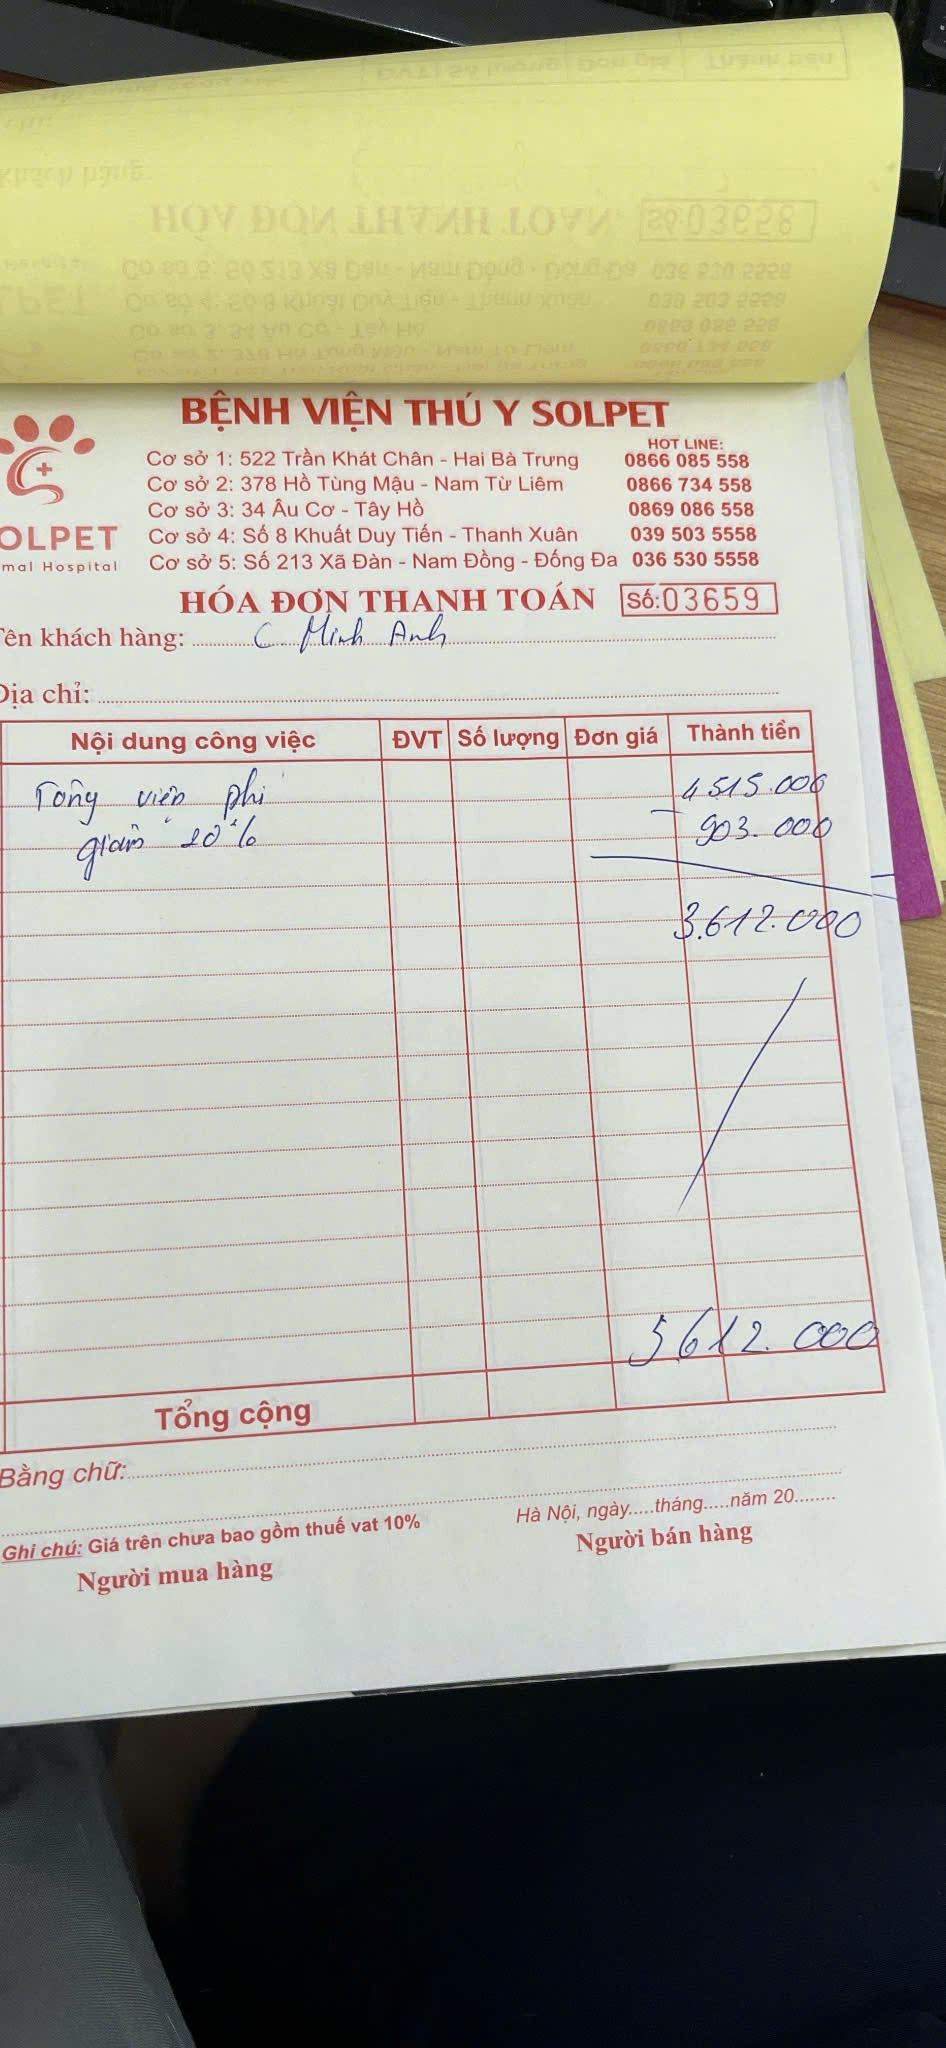 HÓA ĐƠN THANH TOÁN Số: 03658
BỆNH VIỆN THÚ Y SOLPET
HOT LINE:
Cơ sở 1: 522 Trần Khát Chân - Hai Bà Trưng 0866 085 558
Cơ sở 2: 378 Hồ Tùng Mậu - Nam Từ Liêm 0866 734 558
Cơ sở 3: 34 Âu Cơ - Tây Hồ 0869 086 558
Cơ sở 4: Số 8 Khuất Duy Tiến - Thanh Xuân 039 503 5558
Cơ sở 5: Số 213 Xã Đàn - Nam Đồng - Đống Đa 036 530 5558
OLPET
mal Hospital
HÓA ĐƠN THANH TOÁN Số: 03659
Tên khách hàng: C Minh Anh
Địa chỉ:
Nội dung công việc ĐVT Số lượng Đơn giá Thành tiền
Tổng viện phí 4.515.000
giảm 20% - 903.000
3.612.000
3.612.000
Tổng cộng
Bằng chữ:
Hà Nội, ngày.....tháng.....năm 20........
Ghi chú: Giá trên chưa bao gồm thuế vat 10%
Người mua hàng Người bán hàng